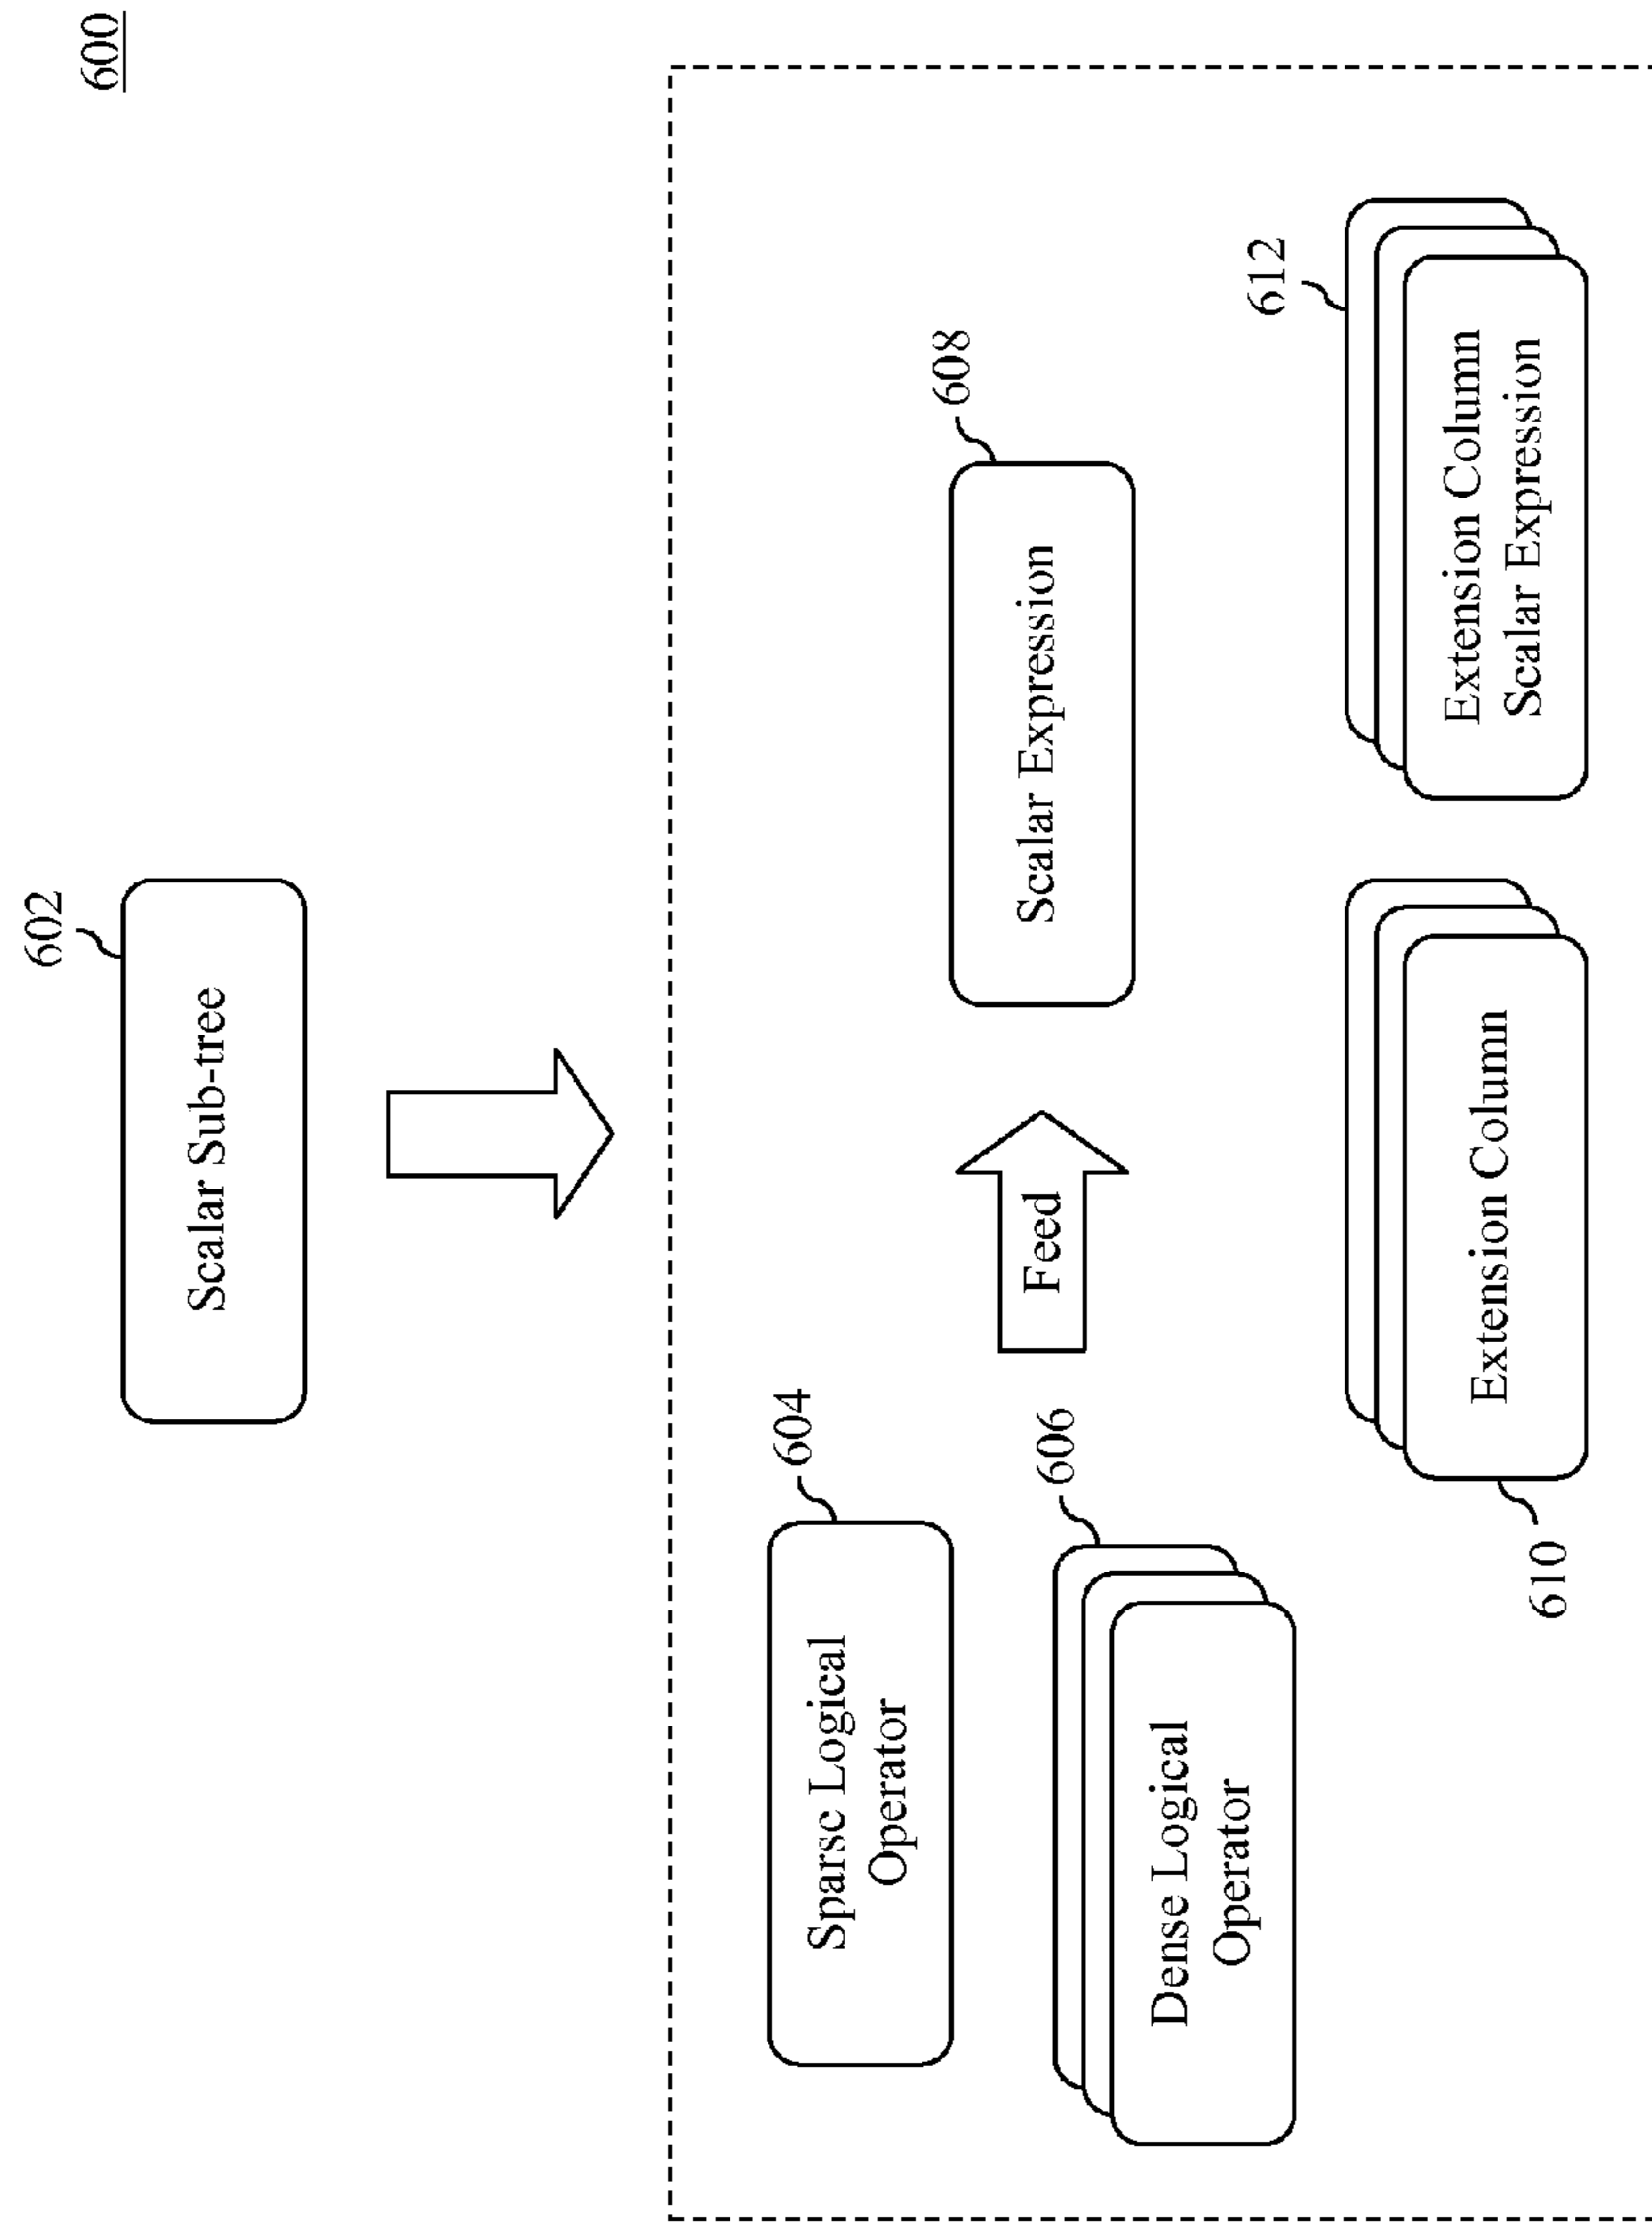 600
602
Scalar Sub-tree
604
Sparse Logical
Operator
606
Dense Logical
Operator
Feed
608
Scalar Expression
610
Extension Column
612
Extension Column
Scalar Expression